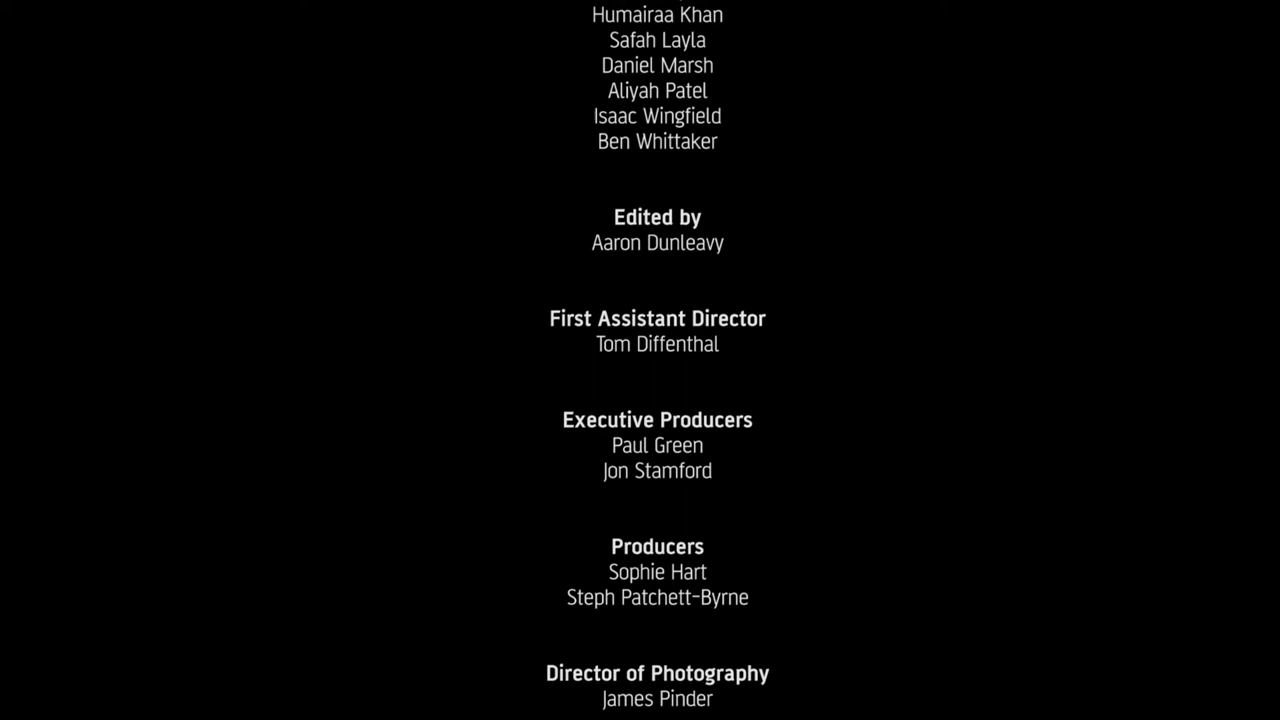 Humairaa Khan
Safah Layla
Daniel Marsh
Aliyah Patel
Isaac Wingfield
Ben Whittaker
Edited by
Aaron Dunleavy
First Assistant Director
Tom Diffenthal
Executive Producers
Paul Green
Jon Stamford
Producers
Sophie Hart
Steph Patchett-Byrne
Director of Photography
James Pinder